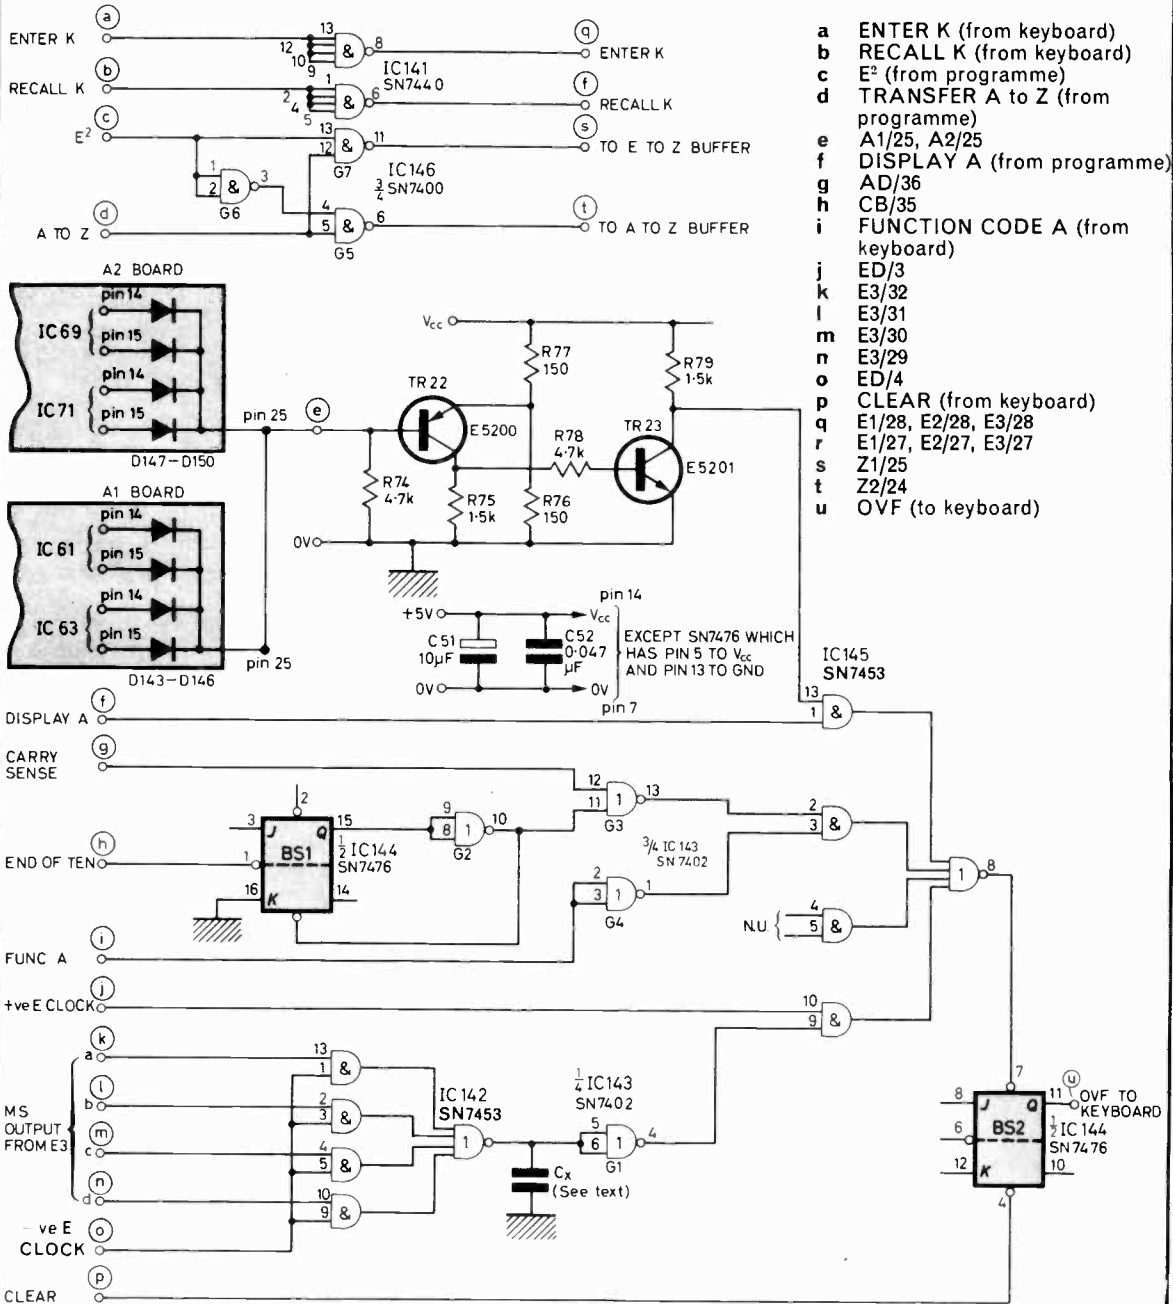 a
ENTER K
13
12
10
9
&
8
q
ENTER K
IC141
SN7440
b
RECALL K
1
2
4
5
&
6
f
RECALL K
c
E²
13
12
&
11
G7
s
TO E TO Z BUFFER
IC146
¾ SN7400
1
2
&
3
G6
d
A TO Z
4
5
&
6
G5
t
TO A TO Z BUFFER
a ENTER K (from keyboard)
b RECALL K (from keyboard)
c E² (from programme)
d TRANSFER A to Z (from
programme)
e A1/25, A2/25
f DISPLAY A (from programme)
g AD/36
h CB/35
i FUNCTION CODE A (from
keyboard)
j ED/3
k E3/32
l E3/31
m E3/30
n E3/29
o ED/4
p CLEAR (from keyboard)
q E1/28, E2/28, E3/28
r E1/27, E2/27, E3/27
s Z1/25
t Z2/24
u OVF (to keyboard)
A2 BOARD
pin 14
IC69
pin 15
pin 14
IC71
pin 15
D147-D150
pin 25
e
A1 BOARD
pin 14
IC 61
pin 15
pin 14
IC 63
pin 15
D143-D146
pin 25
Vcc
R77
150
R79
1·5k
TR 22
E5200
R78
4·7k
TR 23
E5201
R74
4·7k
R75
1·5k
R76
150
0V
+5V
pin 14
Vcc
C51
10µF
C52
0·047
µF
0V
0V
pin 7
EXCEPT SN7476 WHICH
HAS PIN 5 TO Vcc
AND PIN 13 TO GND
IC145
SN7453
f
DISPLAY A
13
1
&
g
CARRY
SENSE
12
11
1
13
G3
2
3
&
h
END OF TEN
2
3
J
Q
15
1
BS1
16
K
14
½ IC144
SN7476
9
8
1
10
G2
¾ IC 143
SN 7402
2
3
1
1
G4
1
8
N.U.
4
5
&
i
FUNC A
j
+ve E CLOCK
10
9
&
k
a
l
b
m
c
n
d
MS
OUTPUT
FROM E3
13
1
&
2
3
&
4
5
&
10
9
&
IC 142
SN7453
1
Cx
(See text)
¼ IC143
SN7402
5
6
1
4
G1
o
-ve E
CLOCK
p
CLEAR
7
8
J
Q
11
6
BS2
12
K
10
4
u
OVF TO
KEYBOARD
½ IC 144
SN7476